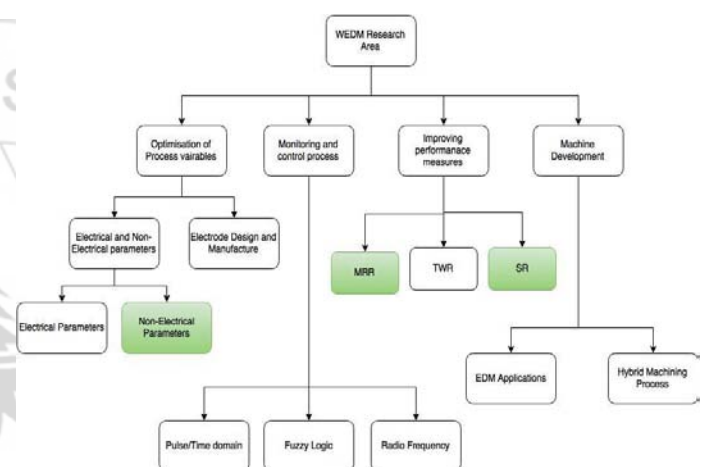 WEDM Research
Area
Optimisation of
Process vairables
Monitoring and
control process
Improving
performanace
measures
Machine
Development
Electrical and Non-
Electrical parameters
Electrode Design and
Manufacture
MRR
TWR
SR
Electrical Parameters
Non-Electrical
Parameters
EDM Applications
Hybrid Machining
Process
Pulse/Time domain
Fuzzy Logic
Radio Frequency